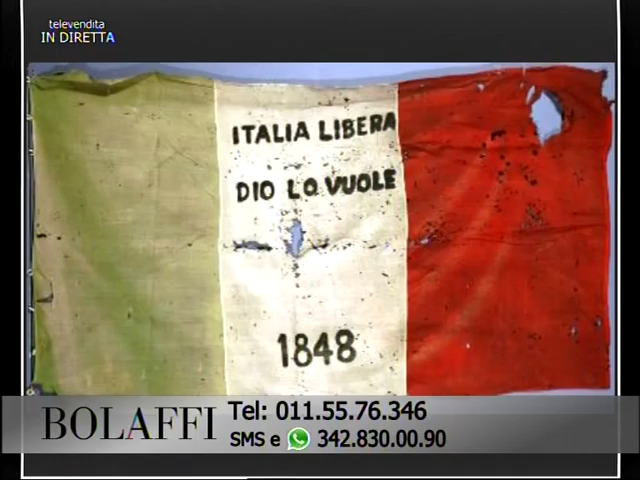 televendita
IN DIRETTA
ITALIA LIBERA
DIO LO VUOLE
1848
BOLAFFI
Tel: 011.55.76.346
SMS e 342.830.00.90